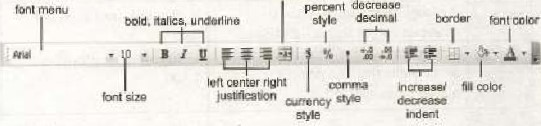 font menu
bold, italics, underline
percent style
decrease decimal
border
font color
Arial
10
B I U
$ %
A
font size
left center right justification
currency style
comma style
increase/ decrease indent
fill color